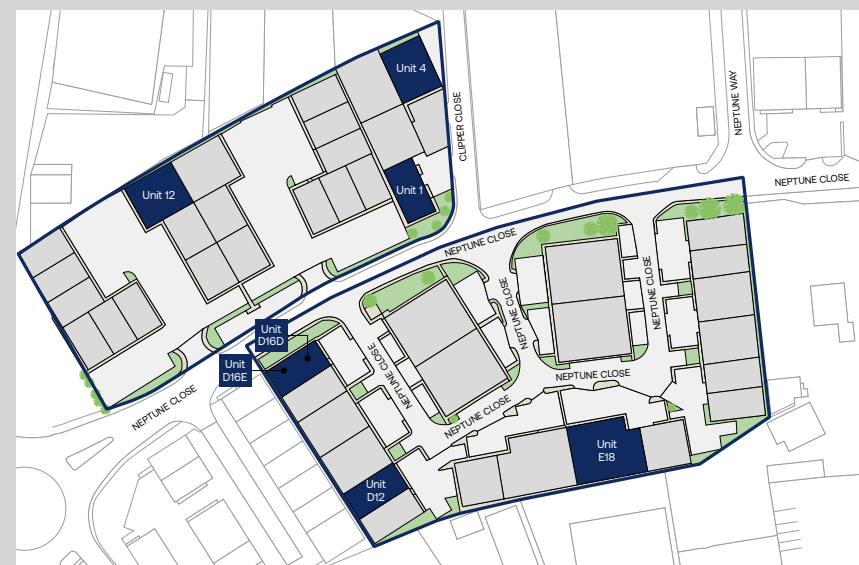 Unit 4
CLIPPER CLOSE
NEPTUNE WAY
NEPTUNE CLOSE
Unit 12
Unit 1
NEPTUNE CLOSE
NEPTUNE CLOSE
NEPTUNE CLOSE
Unit
D16D
Unit
D16E
NEPTUNE CLOSE
NEPTUNE CLOSE
NEPTUNE CLOSE
NEPTUNE CLOSE
Unit
E18
Unit
D12